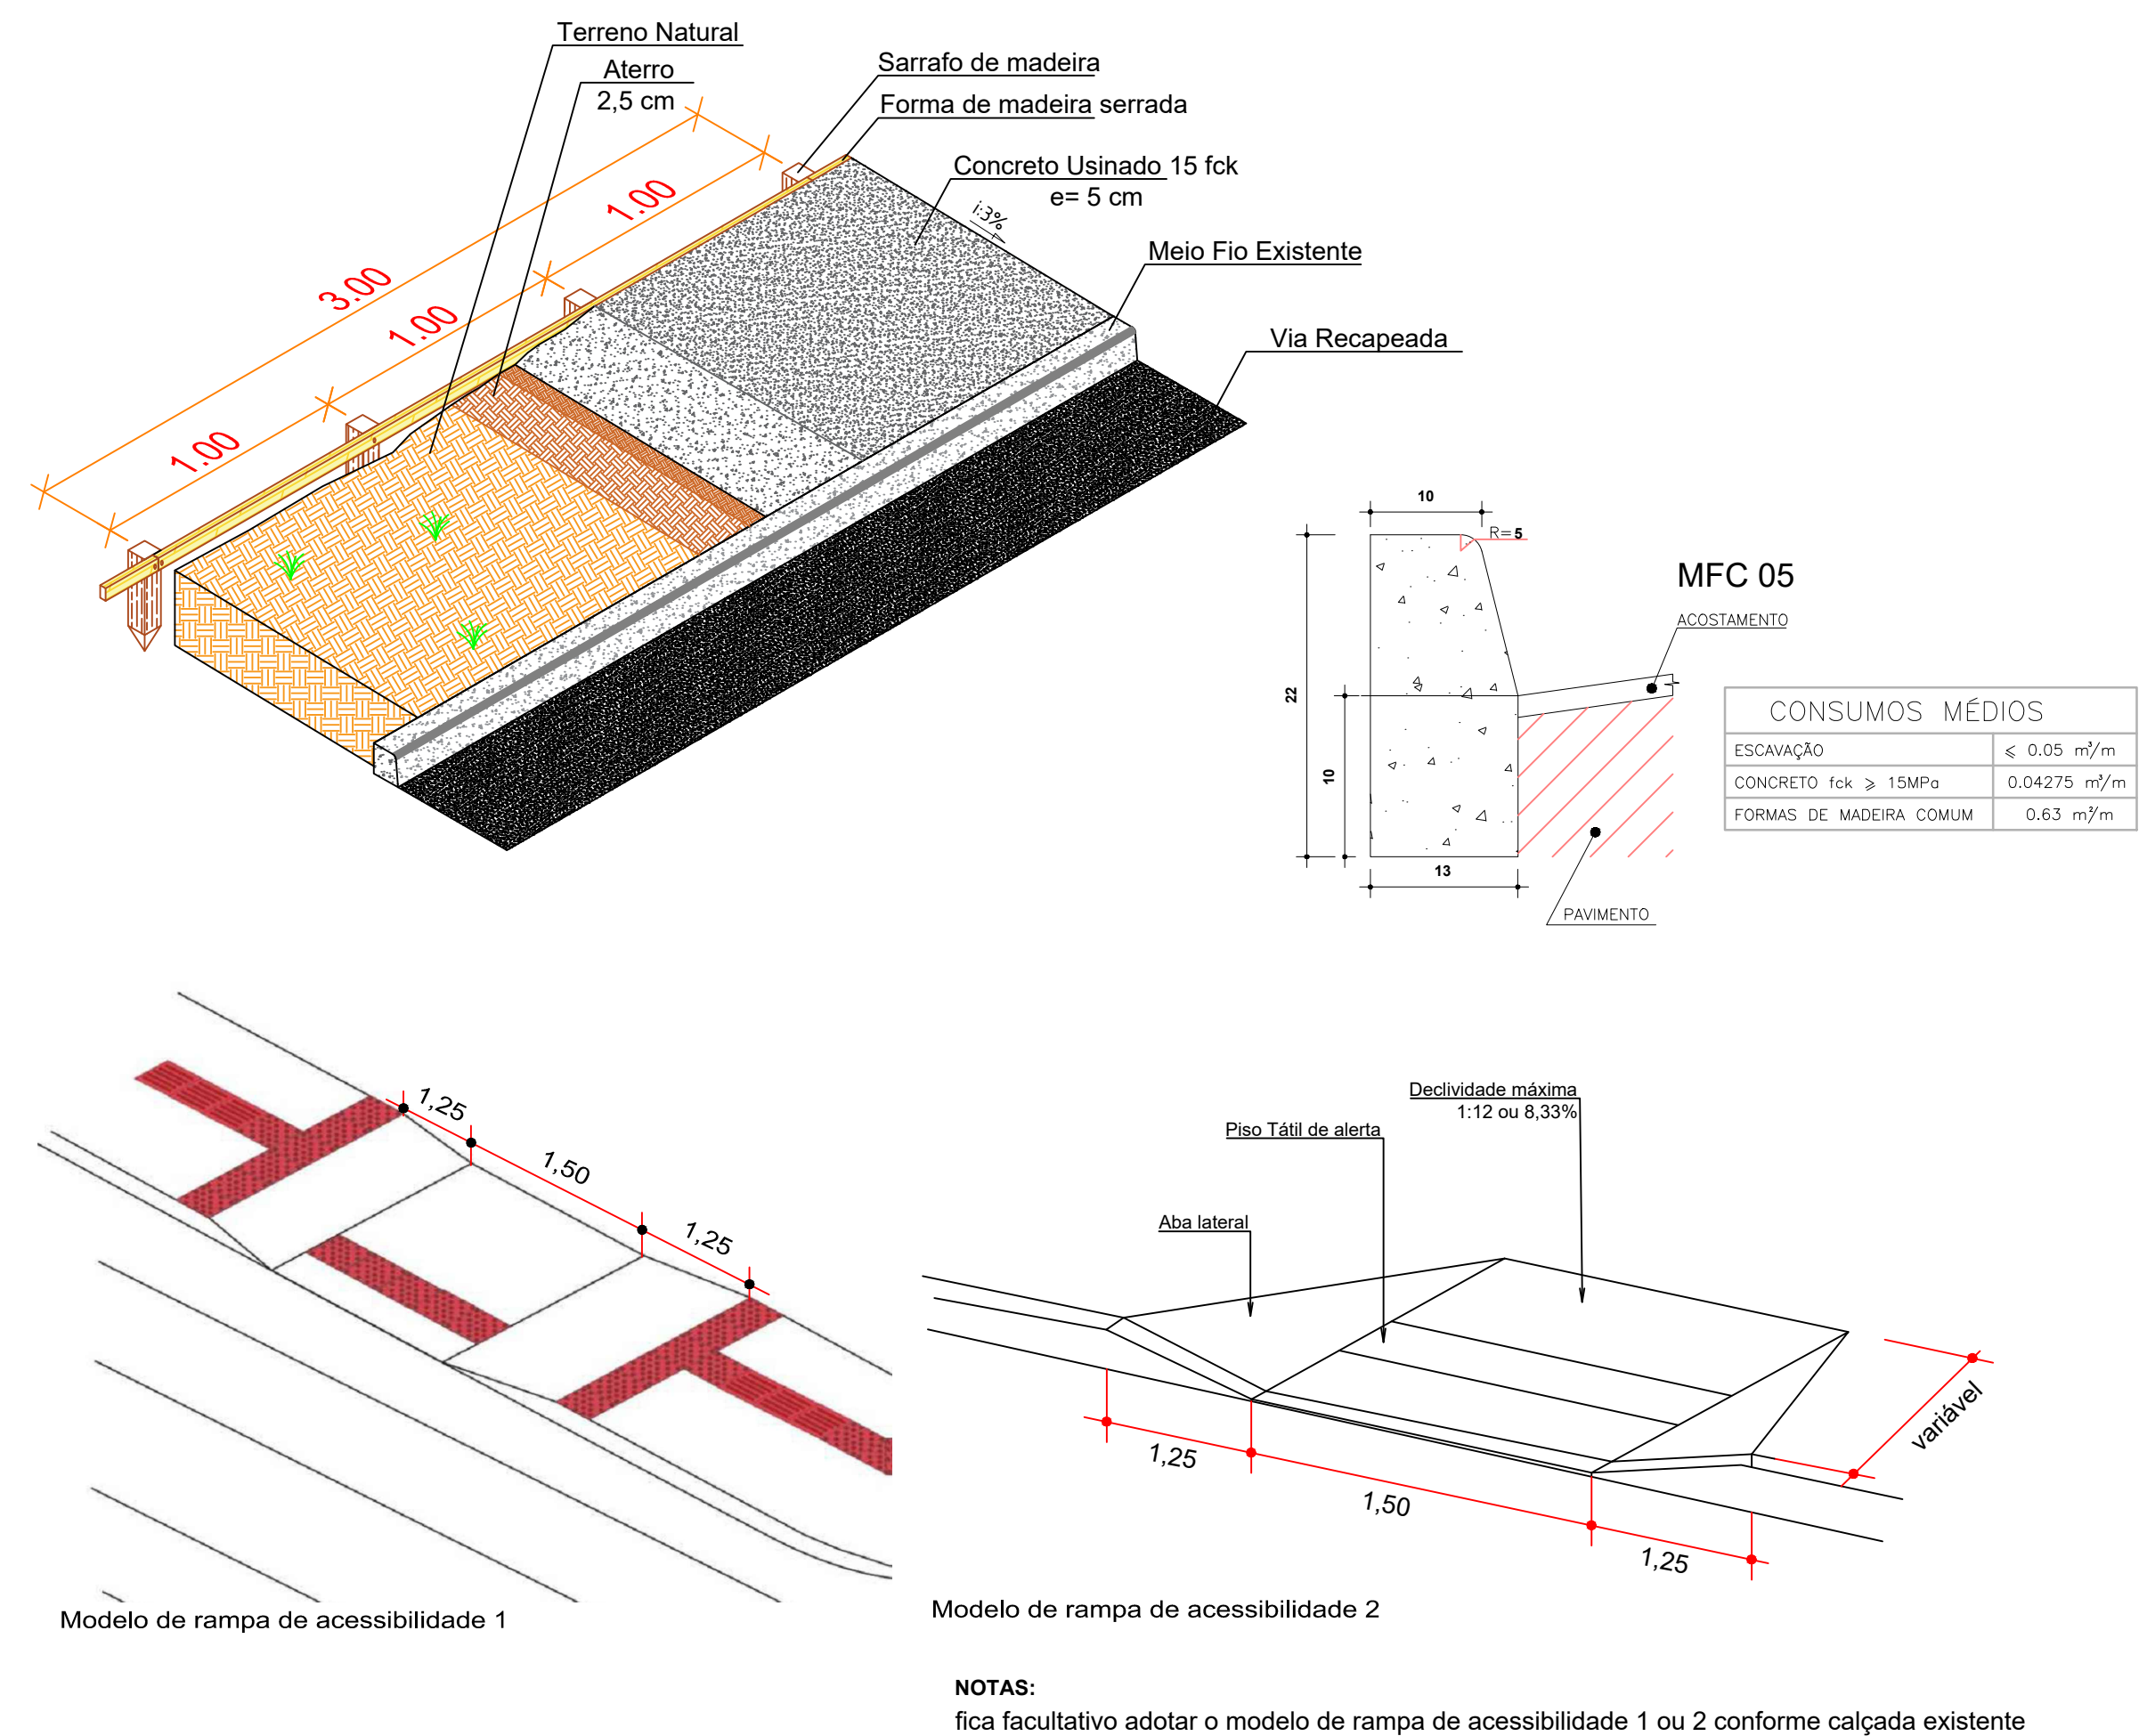 Terreno Natural
Aterro
2,5 cm
Sarrafo de madeira
Forma de madeira serrada
Concreto Usinado 15 fck
e= 5 cm
i:3%
Meio Fio Existente
Via Recapeada
3.00
1.00
1.00
1.00
10
R=5
22
10
13
MFC 05
ACOSTAMENTO
PAVIMENTO
CONSUMOS MÉDIOS
ESCAVAÇÃO ⩽ 0.05 m³/m
CONCRETO fck ⩾ 15MPa 0.04275 m³/m
FORMAS DE MADEIRA COMUM 0.63 m²/m
1,25
1,50
1,25
Modelo de rampa de acessibilidade 1
Declividade máxima
1:12 ou 8,33%
Piso Tátil de alerta
Aba lateral
variável
1,25
1,50
1,25
Modelo de rampa de acessibilidade 2
NOTAS:
fica facultativo adotar o modelo de rampa de acessibilidade 1 ou 2 conforme calçada existente